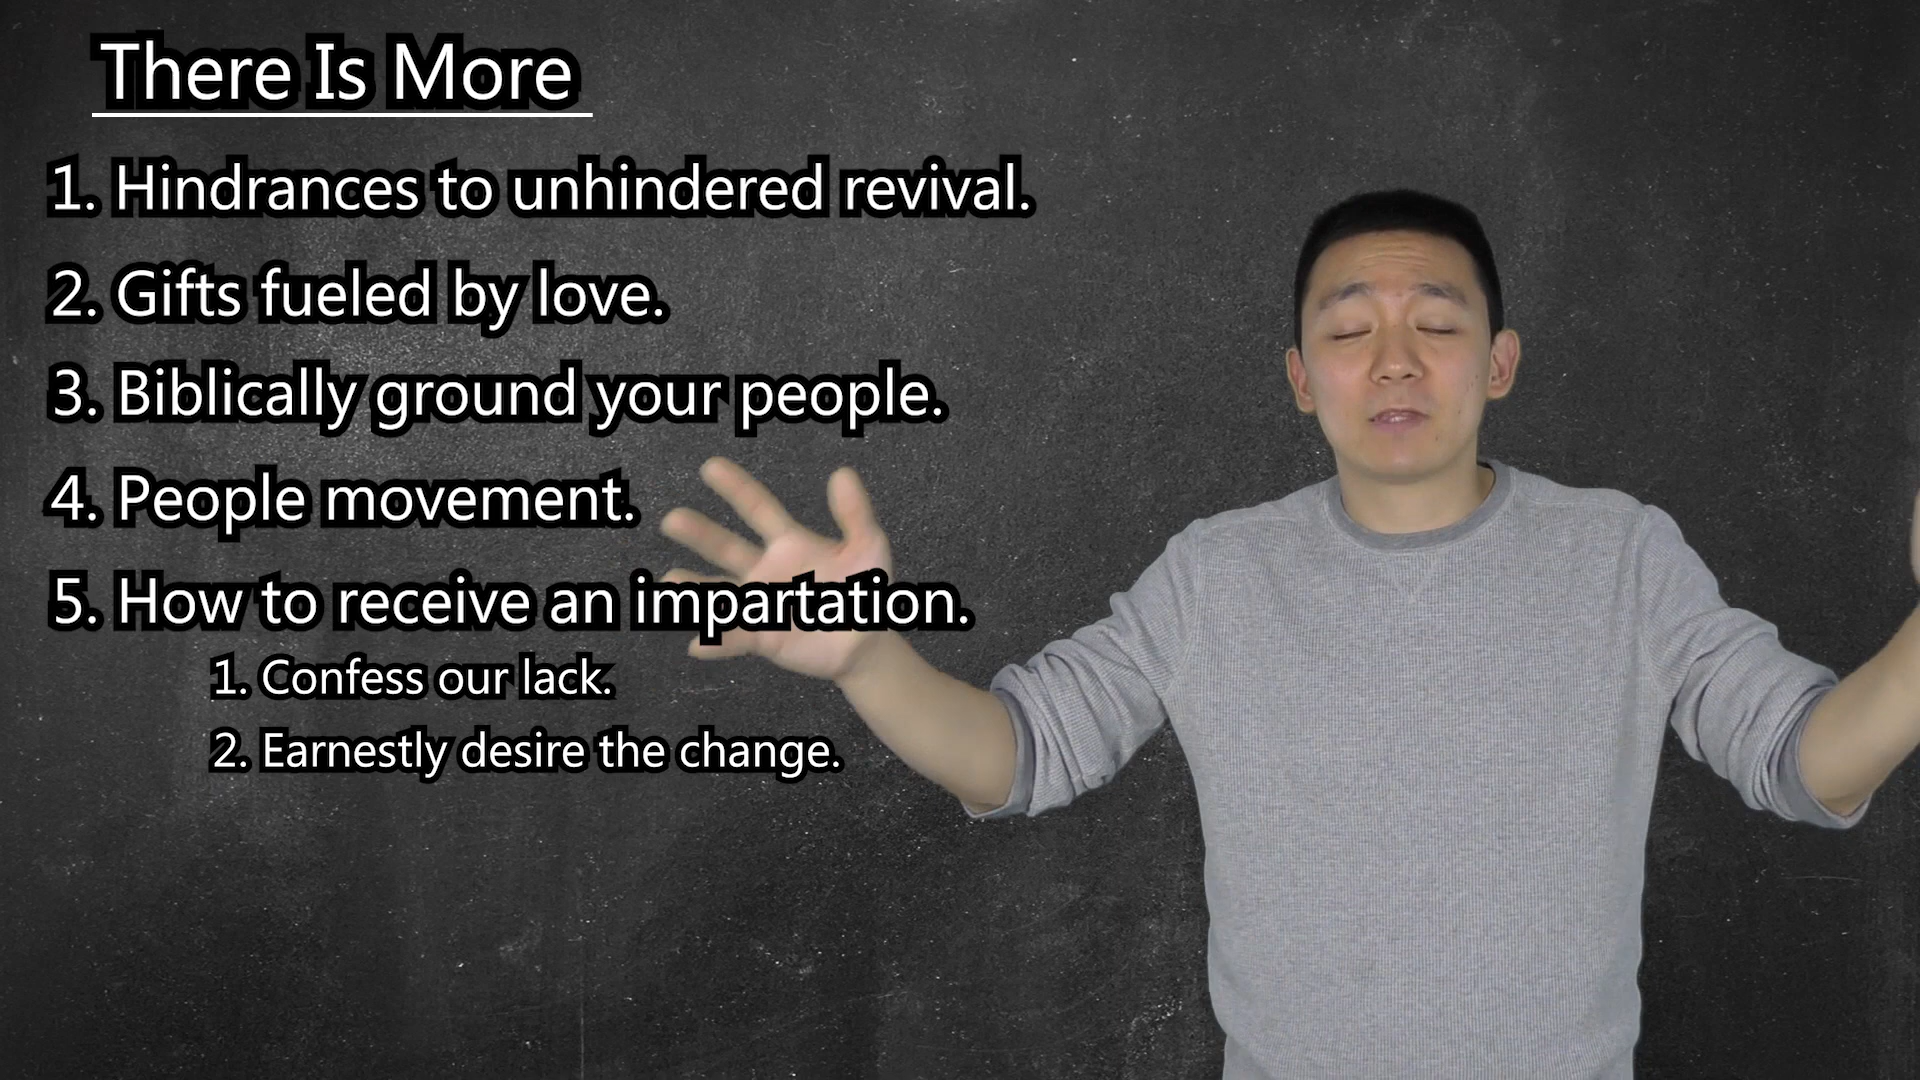 There Is More
1. Hindrances to unhindered revival.
2. Gifts fueled by love.
3. Biblically ground your people.
4. People movement.
5. How to receive an impartation.
1. Confess our lack.
2. Earnestly desire the change.